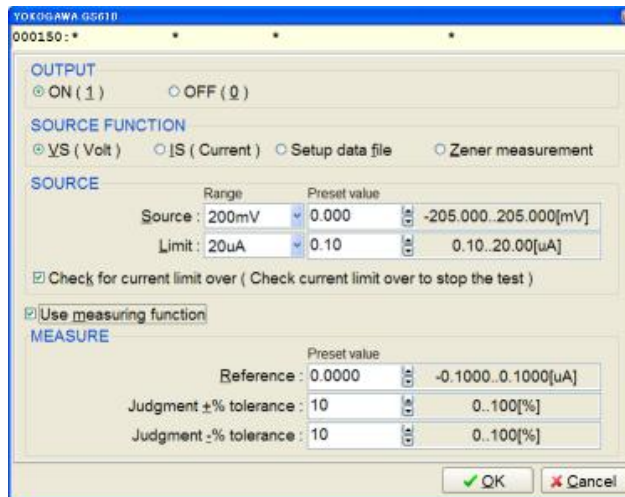 YOKOGAWA GS610
000150:* * * *
OUTPUT
ON ( 1 ) OFF ( 0 )
SOURCE FUNCTION
VS ( Volt ) IS ( Current ) Setup data file Zener measurement
SOURCE
Range Preset value
Source : 200mV 0.000 -205.000..205.000[mV]
Limit : 20uA 0.10 0.10..20.00[uA]
Check for current limit over ( Check current limit over to stop the test )
Use measuring function
MEASURE
Preset value
Reference : 0.0000 -0.1000..0.1000[uA]
Judgment +% tolerance : 10 0..100[%]
Judgment -% tolerance : 10 0..100[%]
OK Cancel